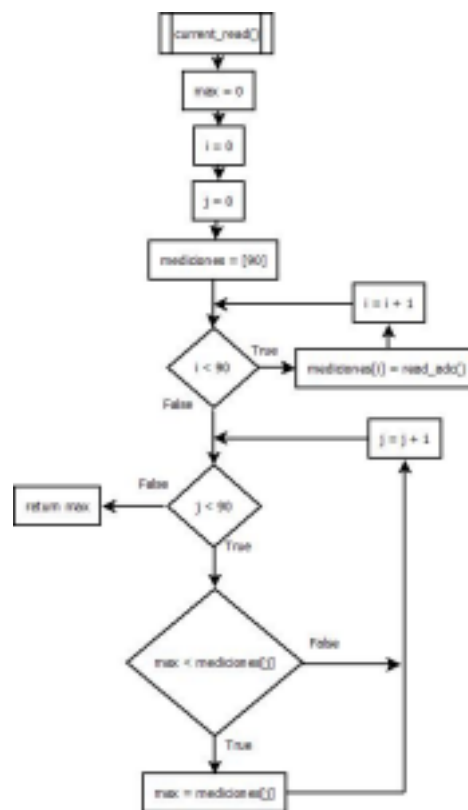 current_read()
max = 0
i = 0
j = 0
mediciones = [90]
i = i + 1
i < 90
True
mediciones[i] = read_adc()
False
j = j + 1
False
return max
j < 90
True
max < mediciones[j]
False
True
max = mediciones[j]